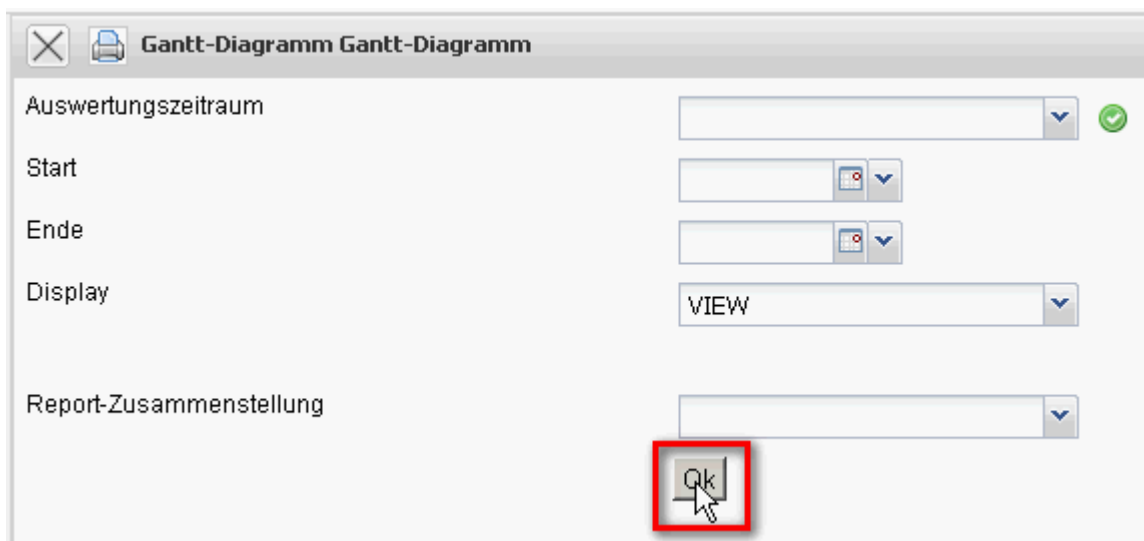 Gantt-Diagramm Gantt-Diagramm
Auswertungszeitraum
Start
Ende
Display
VIEW
Report-Zusammenstellung
Ok